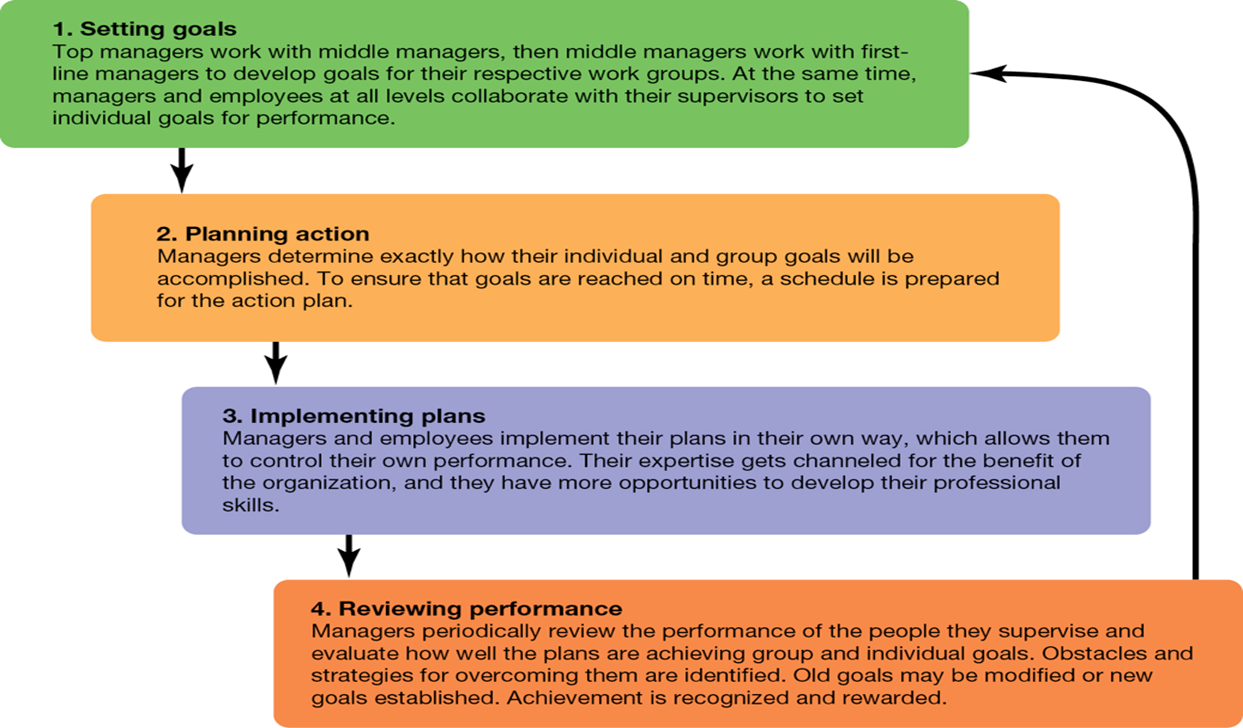 1. Setting goals
Top managers work with middle managers, then middle managers work with first-
line managers to develop goals for their respective work groups. At the same time,
managers and employees at all levels collaborate with their supervisors to set
individual goals for performance.
2. Planning action
Managers determine exactly how their individual and group goals will be
accomplished. To ensure that goals are reached on time, a schedule is prepared
for the action plan.
3. Implementing plans
Managers and employees implement their plans in their own way, which allows them
to control their own performance. Their expertise gets channeled for the benefit of
the organization, and they have more opportunities to develop their professional
skills.
4. Reviewing performance
Managers periodically review the performance of the people they supervise and
evaluate how well the plans are achieving group and individual goals. Obstacles and
strategies for overcoming them are identified. Old goals may be modified or new
goals established. Achievement is recognized and rewarded.